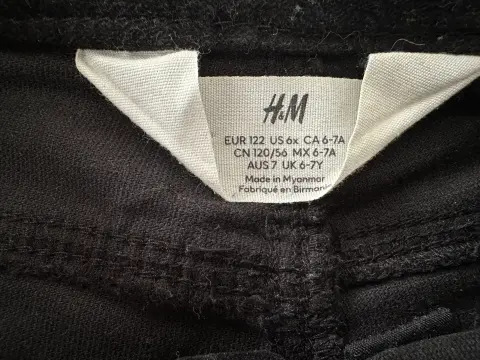 H&M
EUR 122 US 6x CA 6-7A
CN 120/56 MX 6-7A
AUS 7 UK 6-7Y
Made in Myanmar
Fabriqué en Birmani